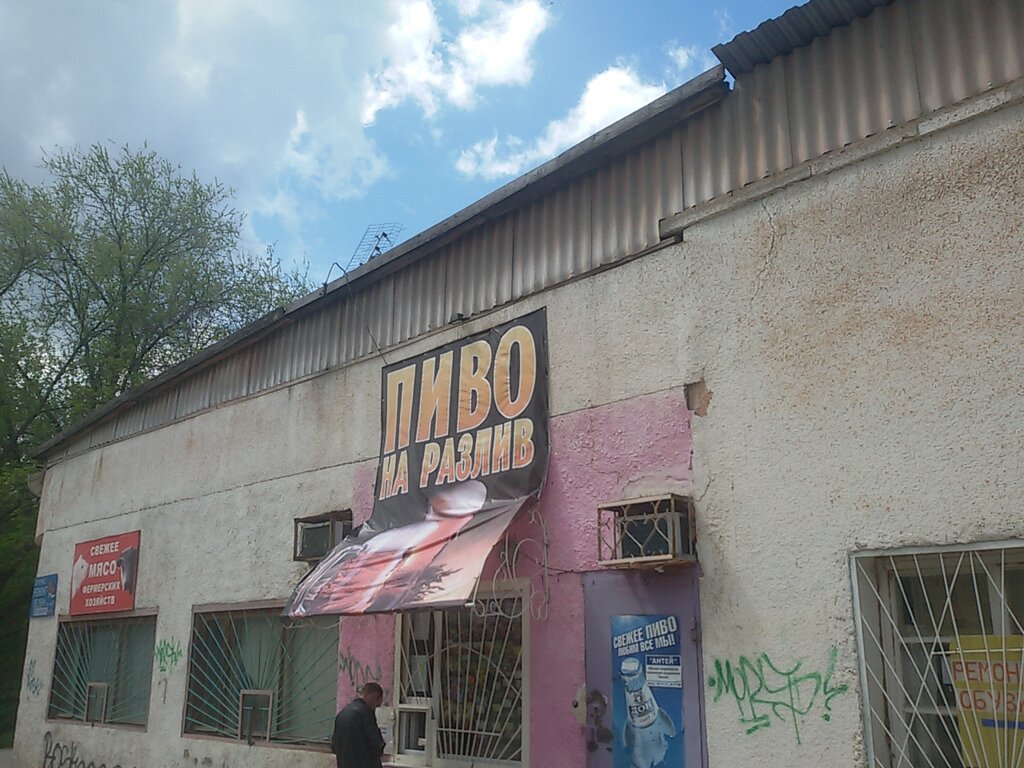 ПИВО
НА РАЗЛИВ
СВЕЖЕЕ
МЯСО
ФЕРМЕРСКИХ
ХОЗЯЙСТВ
СВЕЖЕЕ ПИВО
ЛЮБИМ ВСЕ МЫ!
"АНТЕЙ"
РЕМОН
ОБУВ